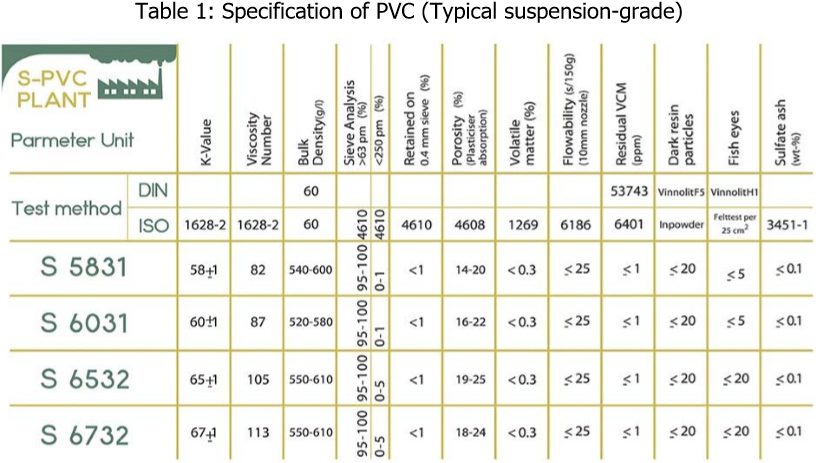 Table 1: Specification of PVC (Typical suspension-grade)
S-PVC
PLANT
Parmeter Unit
K-Value
Viscosity
Number
Bulk
Density(g/l)
Sieve Analysis
>63 pm (%)
<250 pm (%)
Retained on
0.4 mm sieve (%)
Porosity (%)
(Plasticiser
absorption)
Volatile
matter (%)
Flowability (s/150g)
(10mm nozzle)
Residual VCM
(ppm)
Dark resin
particles
Fish eyes
Sulfate ash
(wt-%)
Test method
DIN 60 53743 VinnolitF5 VinnolitH1
ISO 1628-2 1628-2 60 4610 4610 4610 4608 1269 6186 6401 Inpowder Felttest per 25 cm² 3451-1
S 5831 58±1 82 540-600 95-100 0-1 <1 14-20 <0.3 ≤25 ≤1 ≤20 ≤5 ≤0.1
S 6031 60±1 87 520-580 95-100 0-1 <1 16-22 <0.3 ≤25 ≤1 ≤20 ≤5 ≤0.1
S 6532 65±1 105 550-610 95-100 0-5 <1 19-25 <0.3 ≤25 ≤1 ≤20 ≤20 ≤0.1
S 6732 67±1 113 550-610 95-100 0-5 <1 18-24 <0.3 ≤25 ≤1 ≤20 ≤20 ≤0.1